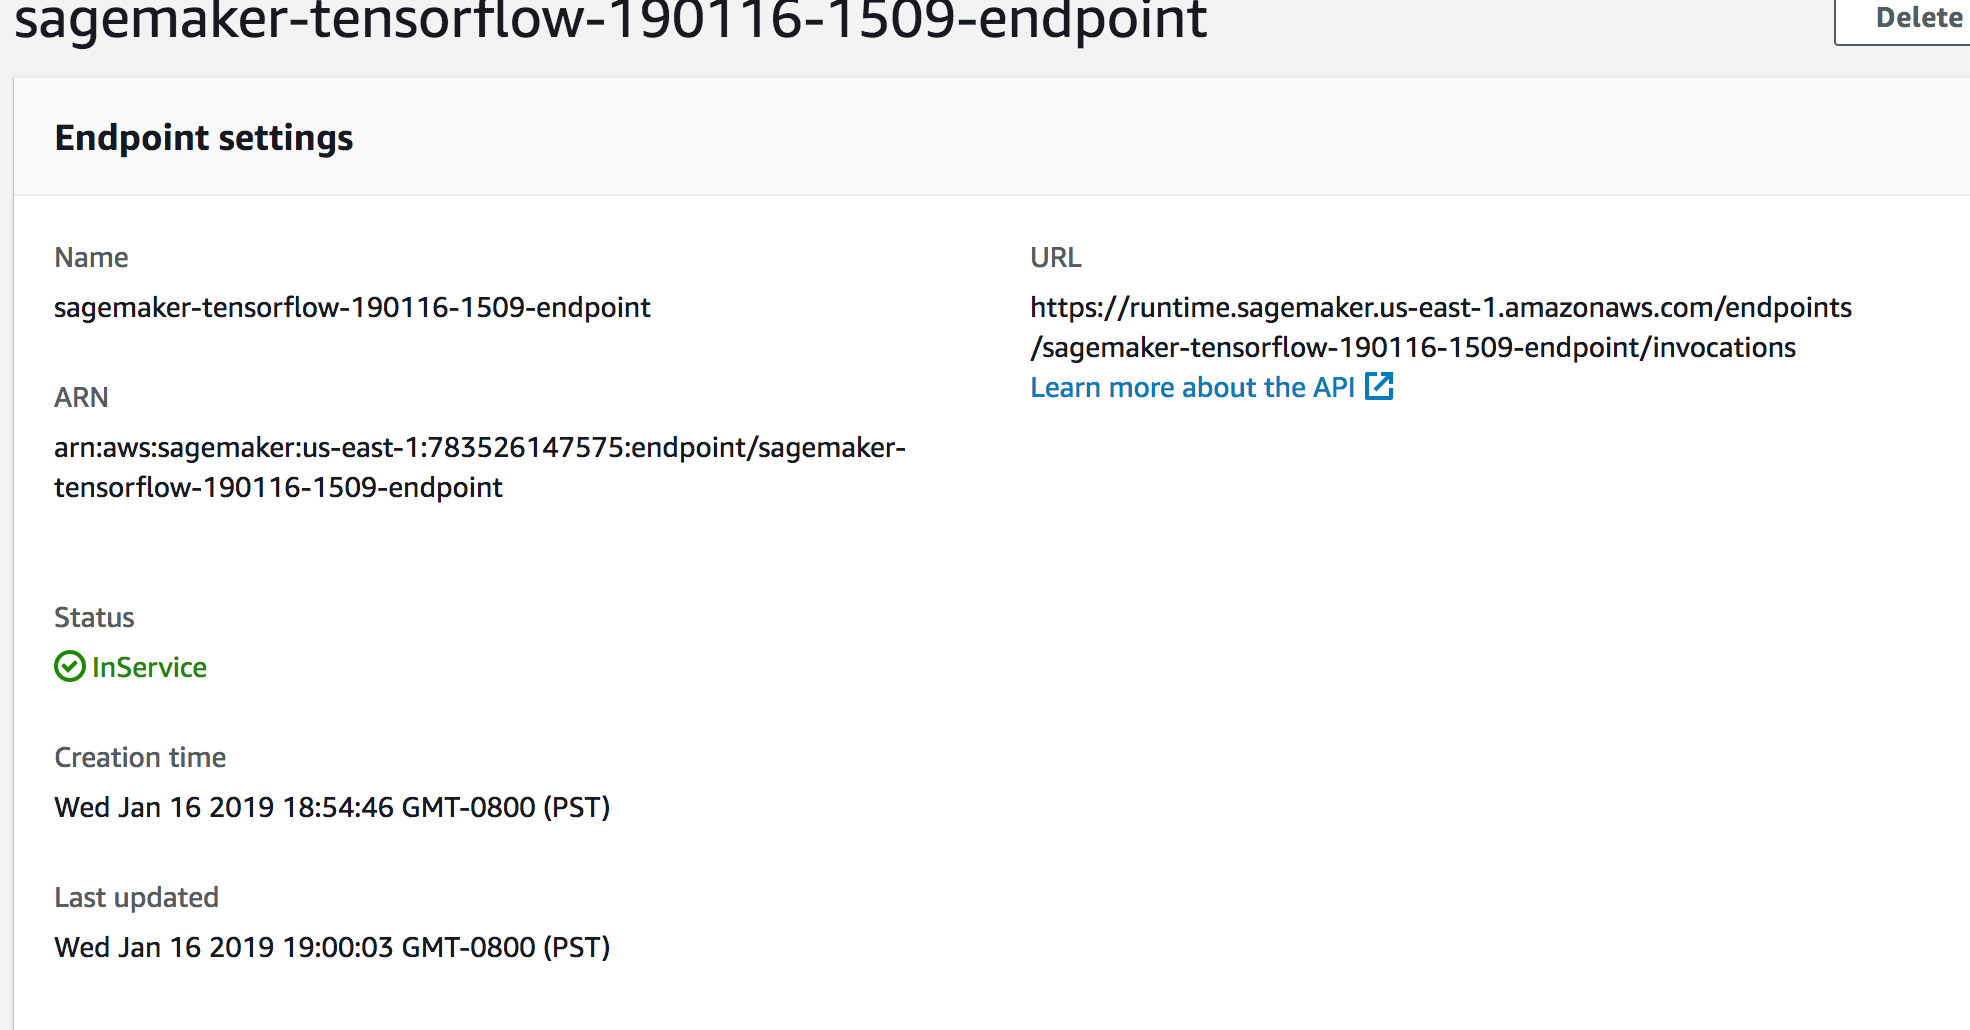 sagemaker-tensorflow-190116-1509-endpoint
Delete
Endpoint settings
Name
sagemaker-tensorflow-190116-1509-endpoint
ARN
arn:aws:sagemaker:us-east-1:783526147575:endpoint/sagemaker-
tensorflow-190116-1509-endpoint
Status
InService
Creation time
Wed Jan 16 2019 18:54:46 GMT-0800 (PST)
Last updated
Wed Jan 16 2019 19:00:03 GMT-0800 (PST)
URL
https://runtime.sagemaker.us-east-1.amazonaws.com/endpoints
/sagemaker-tensorflow-190116-1509-endpoint/invocations
Learn more about the API